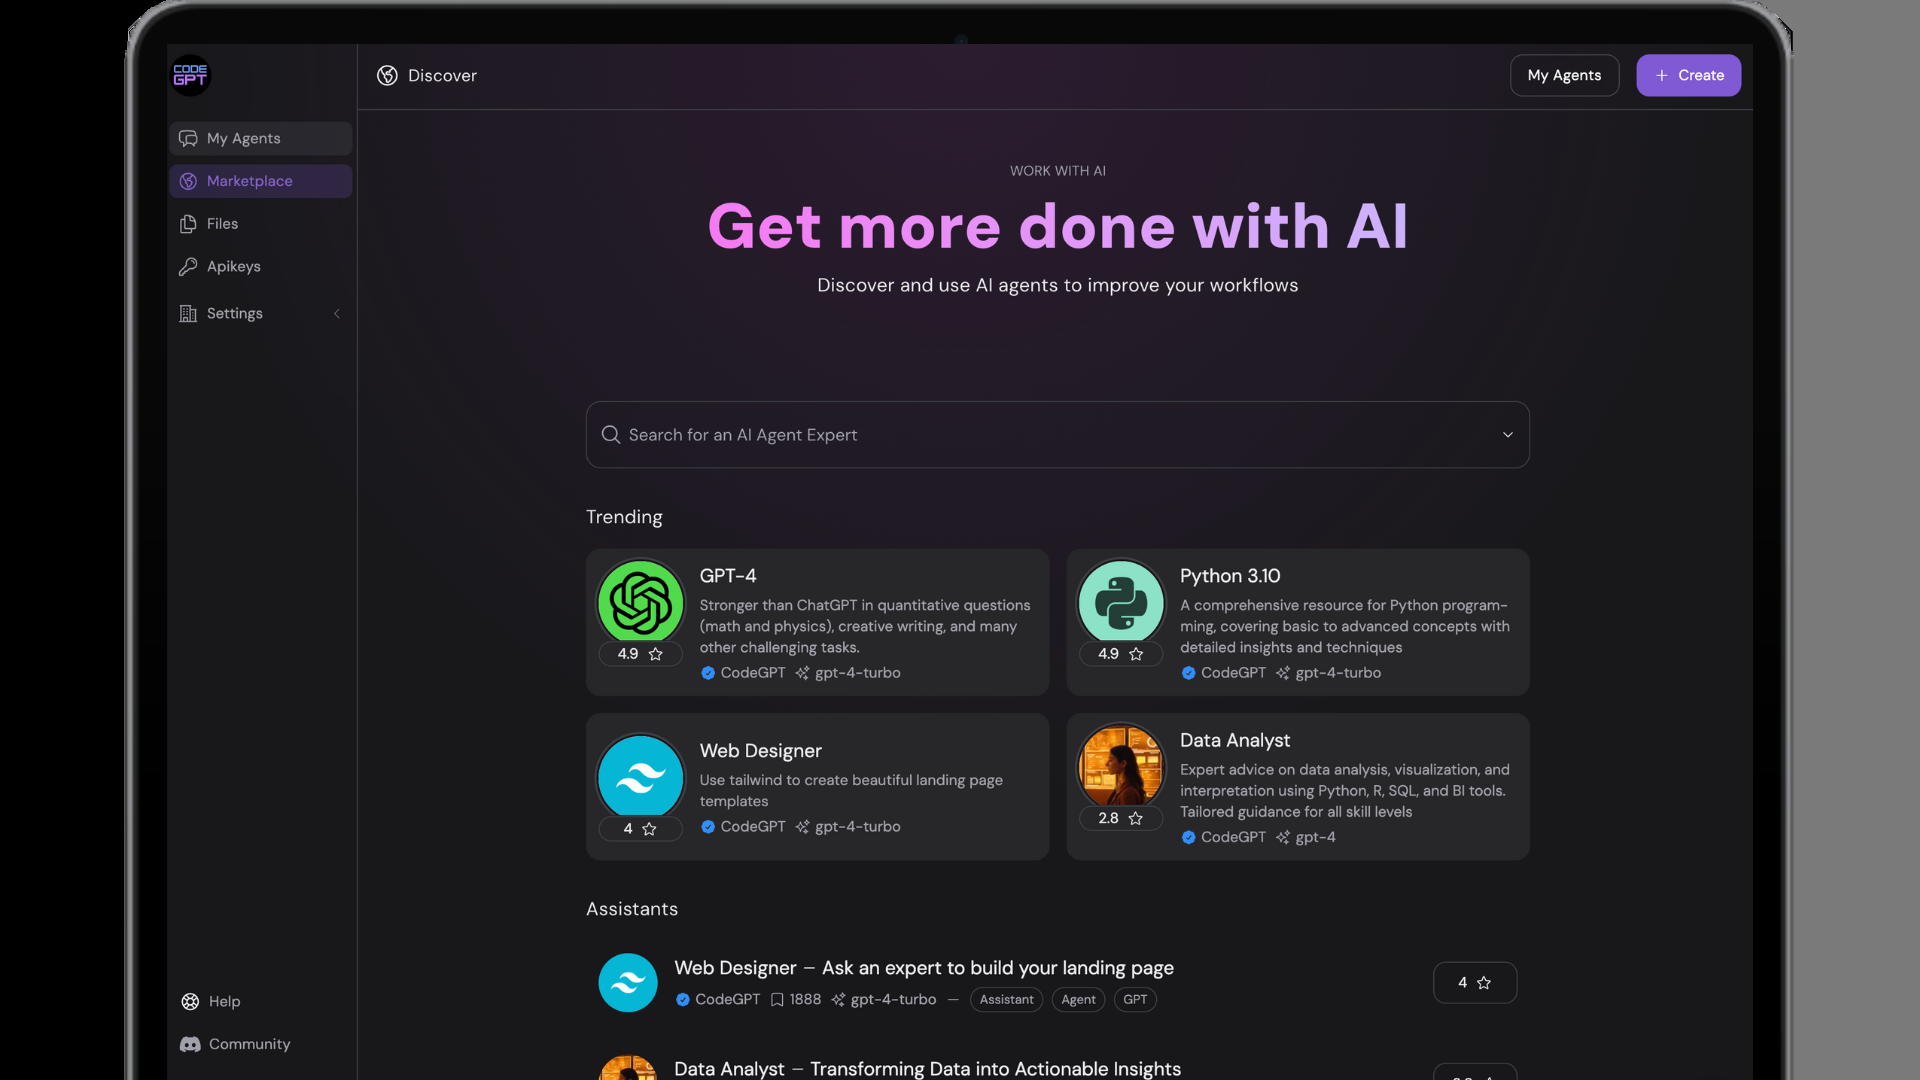 CODE
GPT
Discover
My Agents
+ Create
My Agents
Marketplace
Files
Apikeys
Settings
WORK WITH AI
Get more done with AI
Discover and use AI agents to improve your workflows
Search for an AI Agent Expert
Trending
GPT-4
Stronger than ChatGPT in quantitative questions
(math and physics), creative writing, and many
other challenging tasks.
4.9
CodeGPT gpt-4-turbo
Python 3.10
A comprehensive resource for Python program-
ming, covering basic to advanced concepts with
detailed insights and techniques
4.9
CodeGPT gpt-4-turbo
Web Designer
Use tailwind to create beautiful landing page
templates
4
CodeGPT gpt-4-turbo
Data Analyst
Expert advice on data analysis, visualization, and
interpretation using Python, R, SQL, and BI tools.
Tailored guidance for all skill levels
2.8
CodeGPT gpt-4
Assistants
Web Designer – Ask an expert to build your landing page
CodeGPT 1888 gpt-4-turbo – Assistant Agent GPT
4
Data Analyst – Transforming Data into Actionable Insights
Help
Community